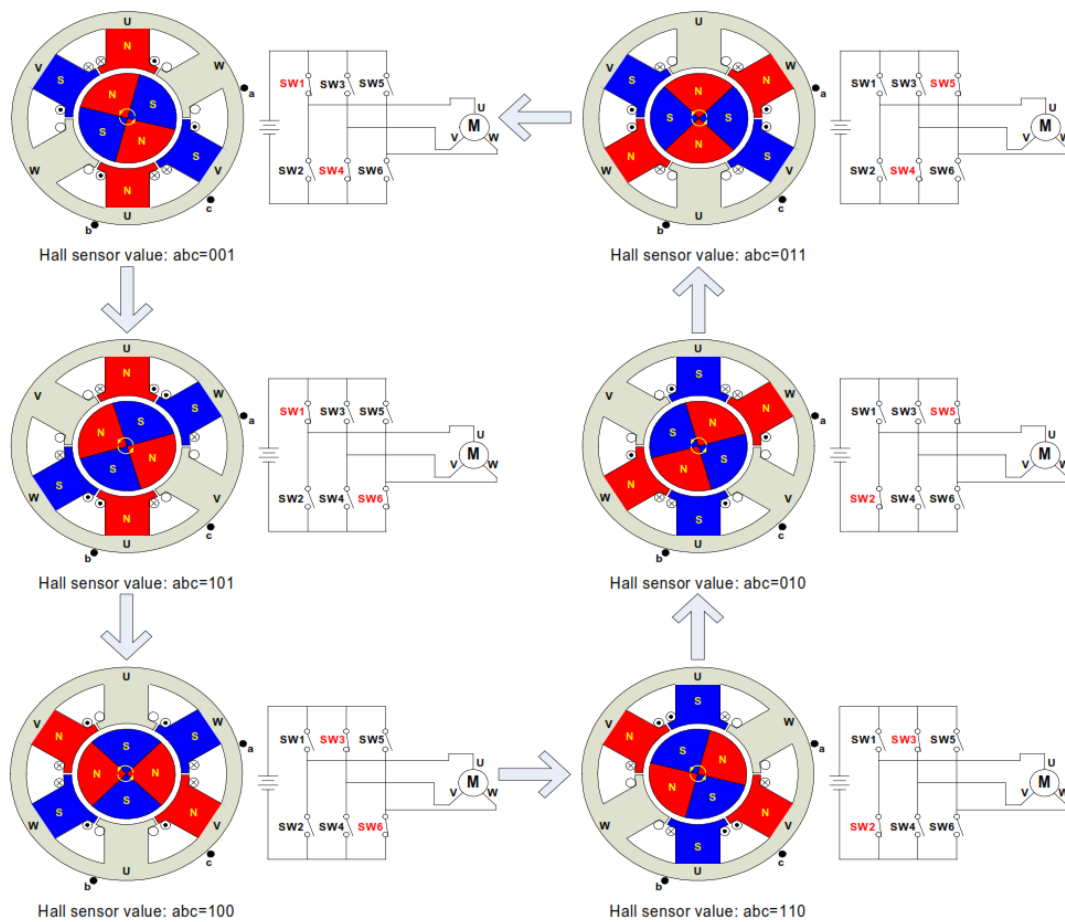 U
N
V
S
W
a
N
S
S
N
S
W
V
N
U
b
c
SW1 SW3 SW5
SW2 SW4 SW6
U
M
V
W
Hall sensor value: abc=001
U
V
S
N
W
a
N
S
S
N
N
S
W
V
U
b
c
SW1 SW3 SW5
SW2 SW4 SW6
U
M
V
W
Hall sensor value: abc=011
U
N
V
S
W
a
S
N
N
S
S
W
V
N
U
b
c
SW1 SW3 SW5
SW2 SW4 SW6
U
M
V
W
Hall sensor value: abc=101
U
S
V
N
W
a
N
S
S
N
N
W
V
S
U
b
c
SW1 SW3 SW5
SW2 SW4 SW6
U
M
V
W
Hall sensor value: abc=010
U
V
N
S
W
a
S
N
N
S
S
N
W
V
U
b
c
SW1 SW3 SW5
SW2 SW4 SW6
U
M
V
W
Hall sensor value: abc=100
U
S
V
N
W
a
S
N
N
S
N
W
V
S
U
b
c
SW1 SW3 SW5
SW2 SW4 SW6
U
M
V
W
Hall sensor value: abc=110